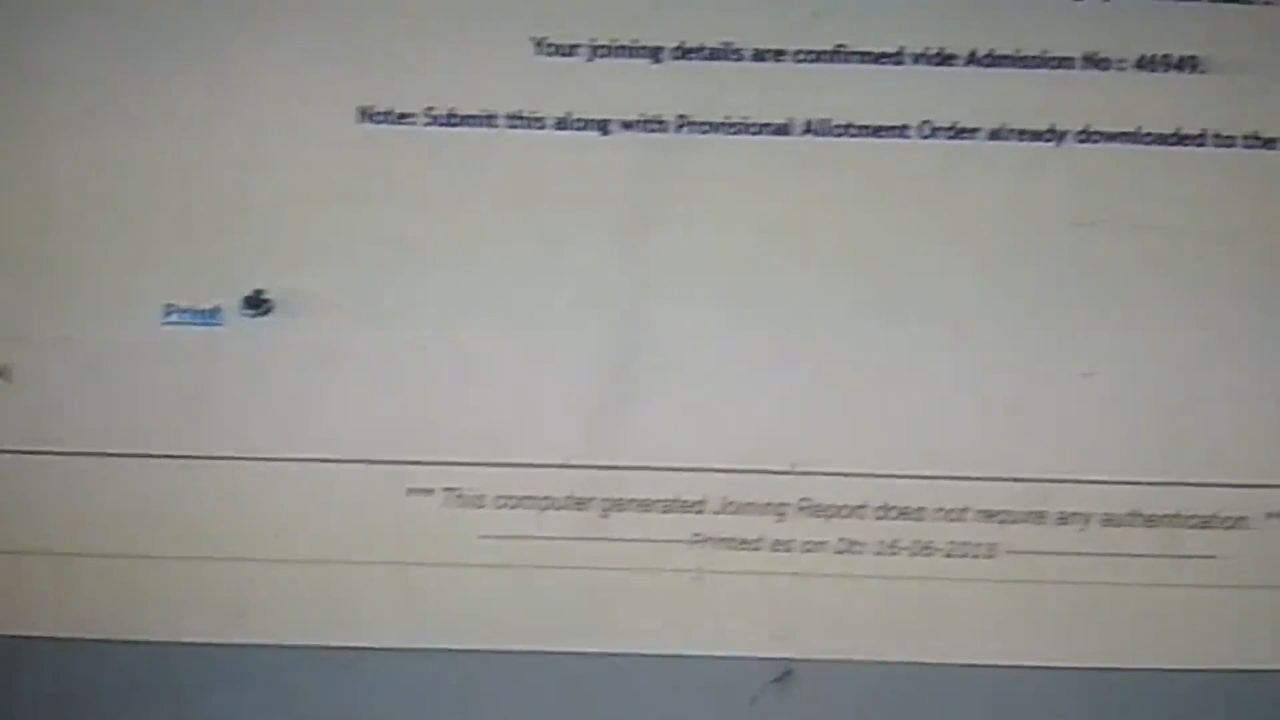 Your joining details are confirmed vide Admission No : 46949.
Note: Submit this along with Provisional Allotment Order already downloaded to the
Print
*** This computer generated Joining Report does not require any authentication. **
Printed as on Dt: 16-06-2018